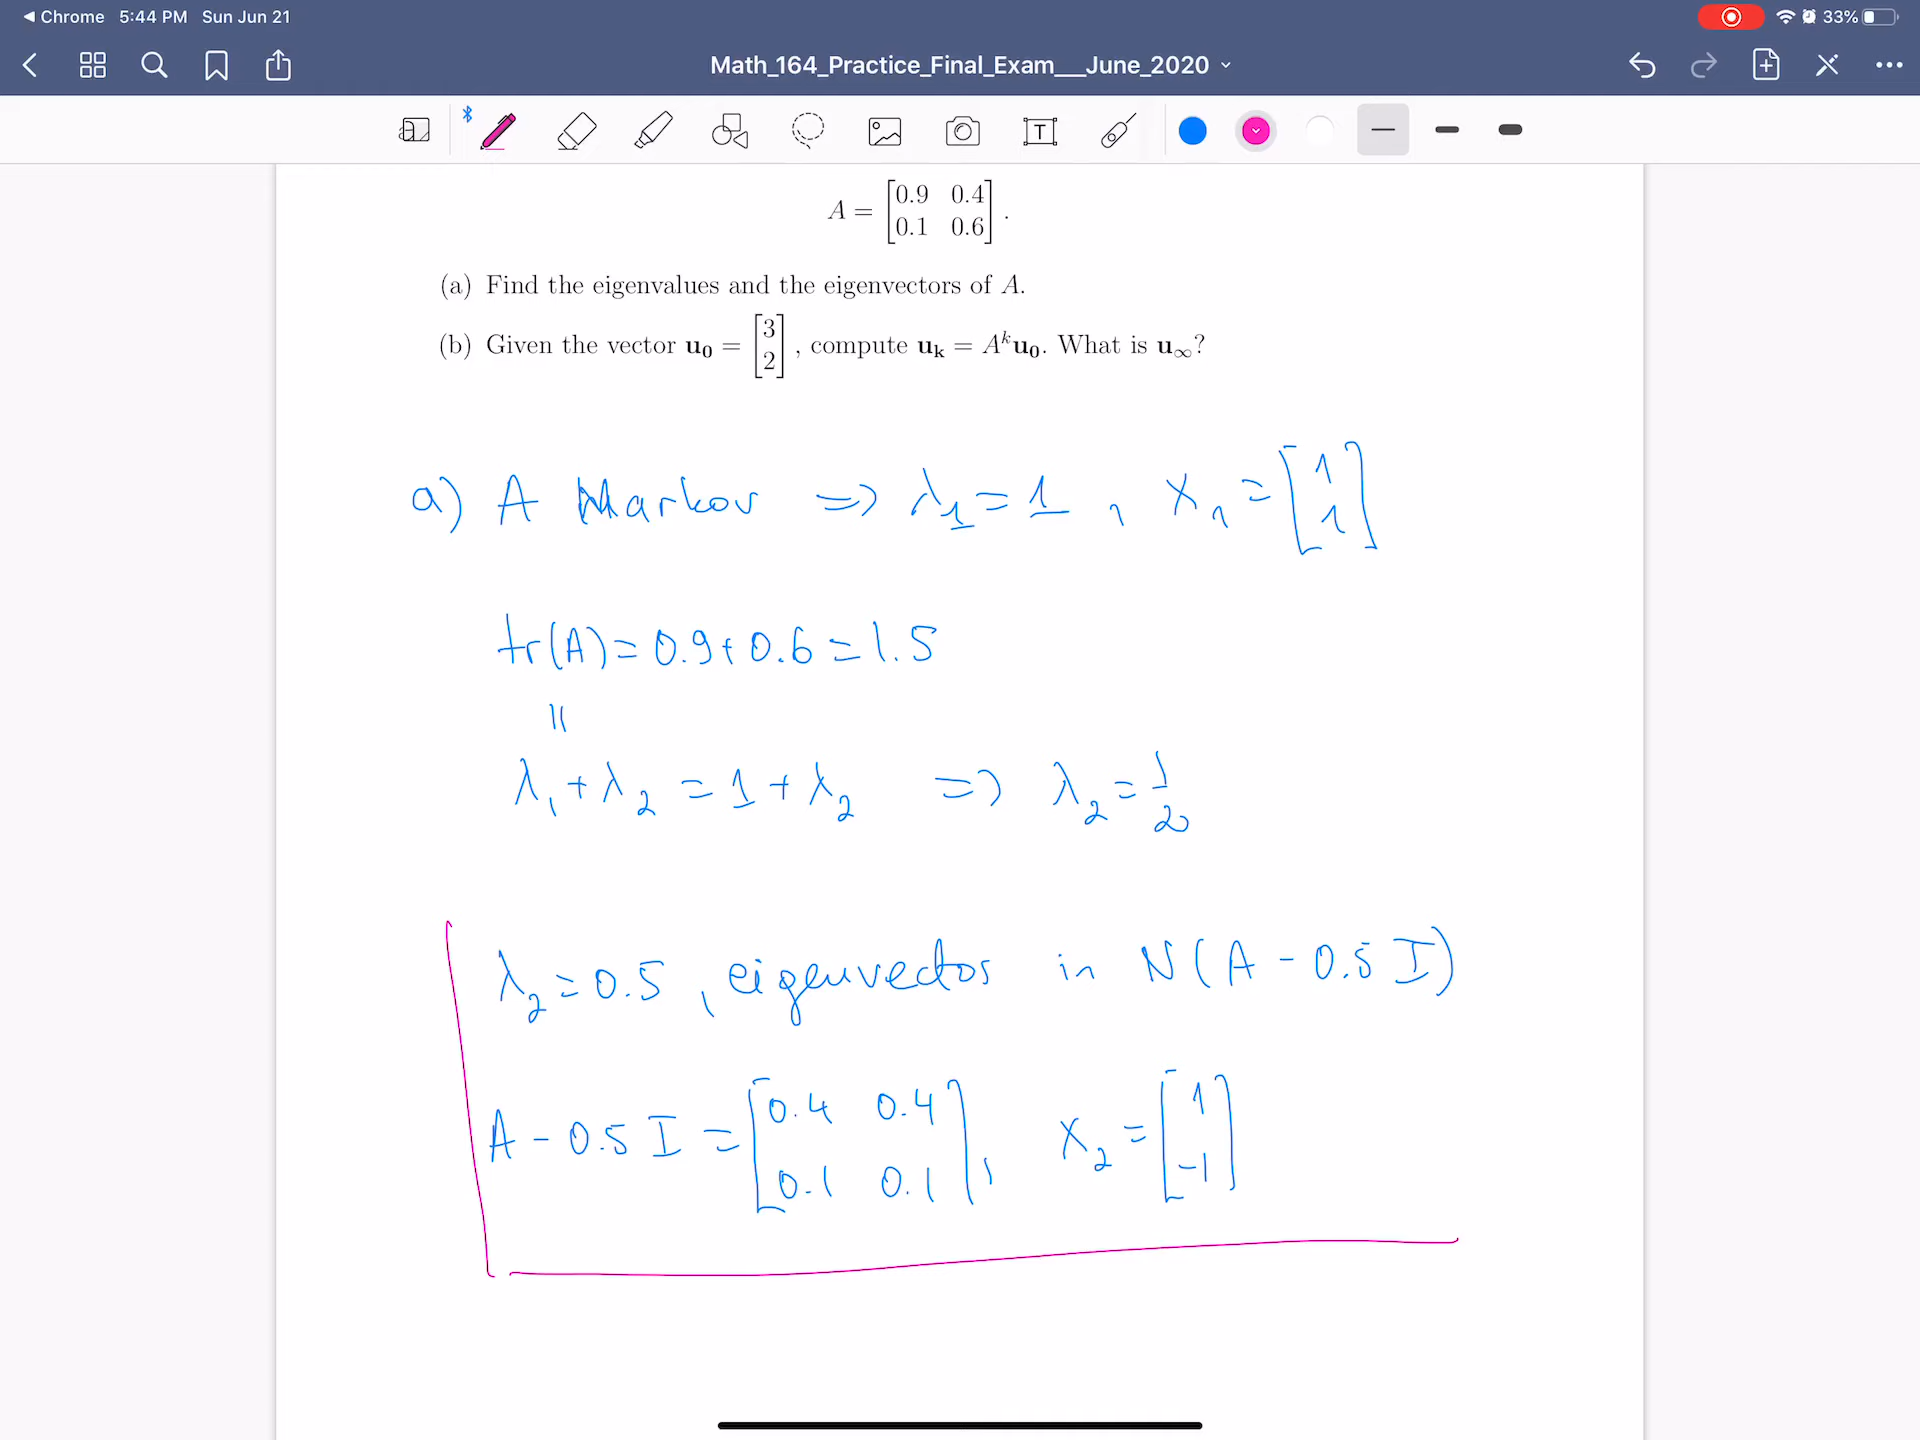 Chrome 5:44 PM Sun Jun 21 33%
Math_164_Practice_Final_Exam___June_2020
A = [0.9 0.4
0.1 0.6].
(a) Find the eigenvalues and the eigenvectors of A.
(b) Given the vector u₀ = [3 2], compute uₖ = Aᵏu₀. What is u∞?
a) A Markov => λ₁ = 1, x₁ = [1 1]
tr(A) = 0.9 + 0.6 = 1.5
||
λ₁ + λ₂ = 1 + λ₂ => λ₂ = 1/2
λ₂ = 0.5, eigenvectos in N(A - 0.5 I)
A - 0.5 I = [0.4 0.4
0.1 0.1], x₂ = [1 -1]